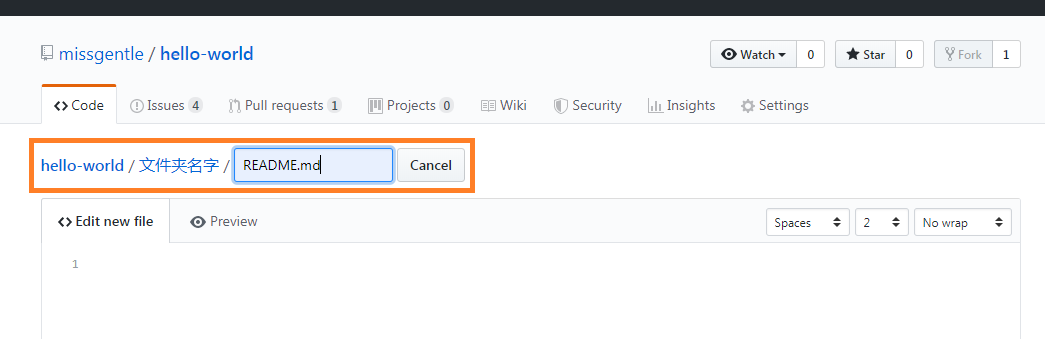 missgentle / hello-world
Watch 0 Star 0 Fork 1
Code Issues 4 Pull requests 1 Projects 0 Wiki Security Insights Settings
hello-world / 文件夹名字 / README.md Cancel
Edit new file Preview Spaces 2 No wrap
1